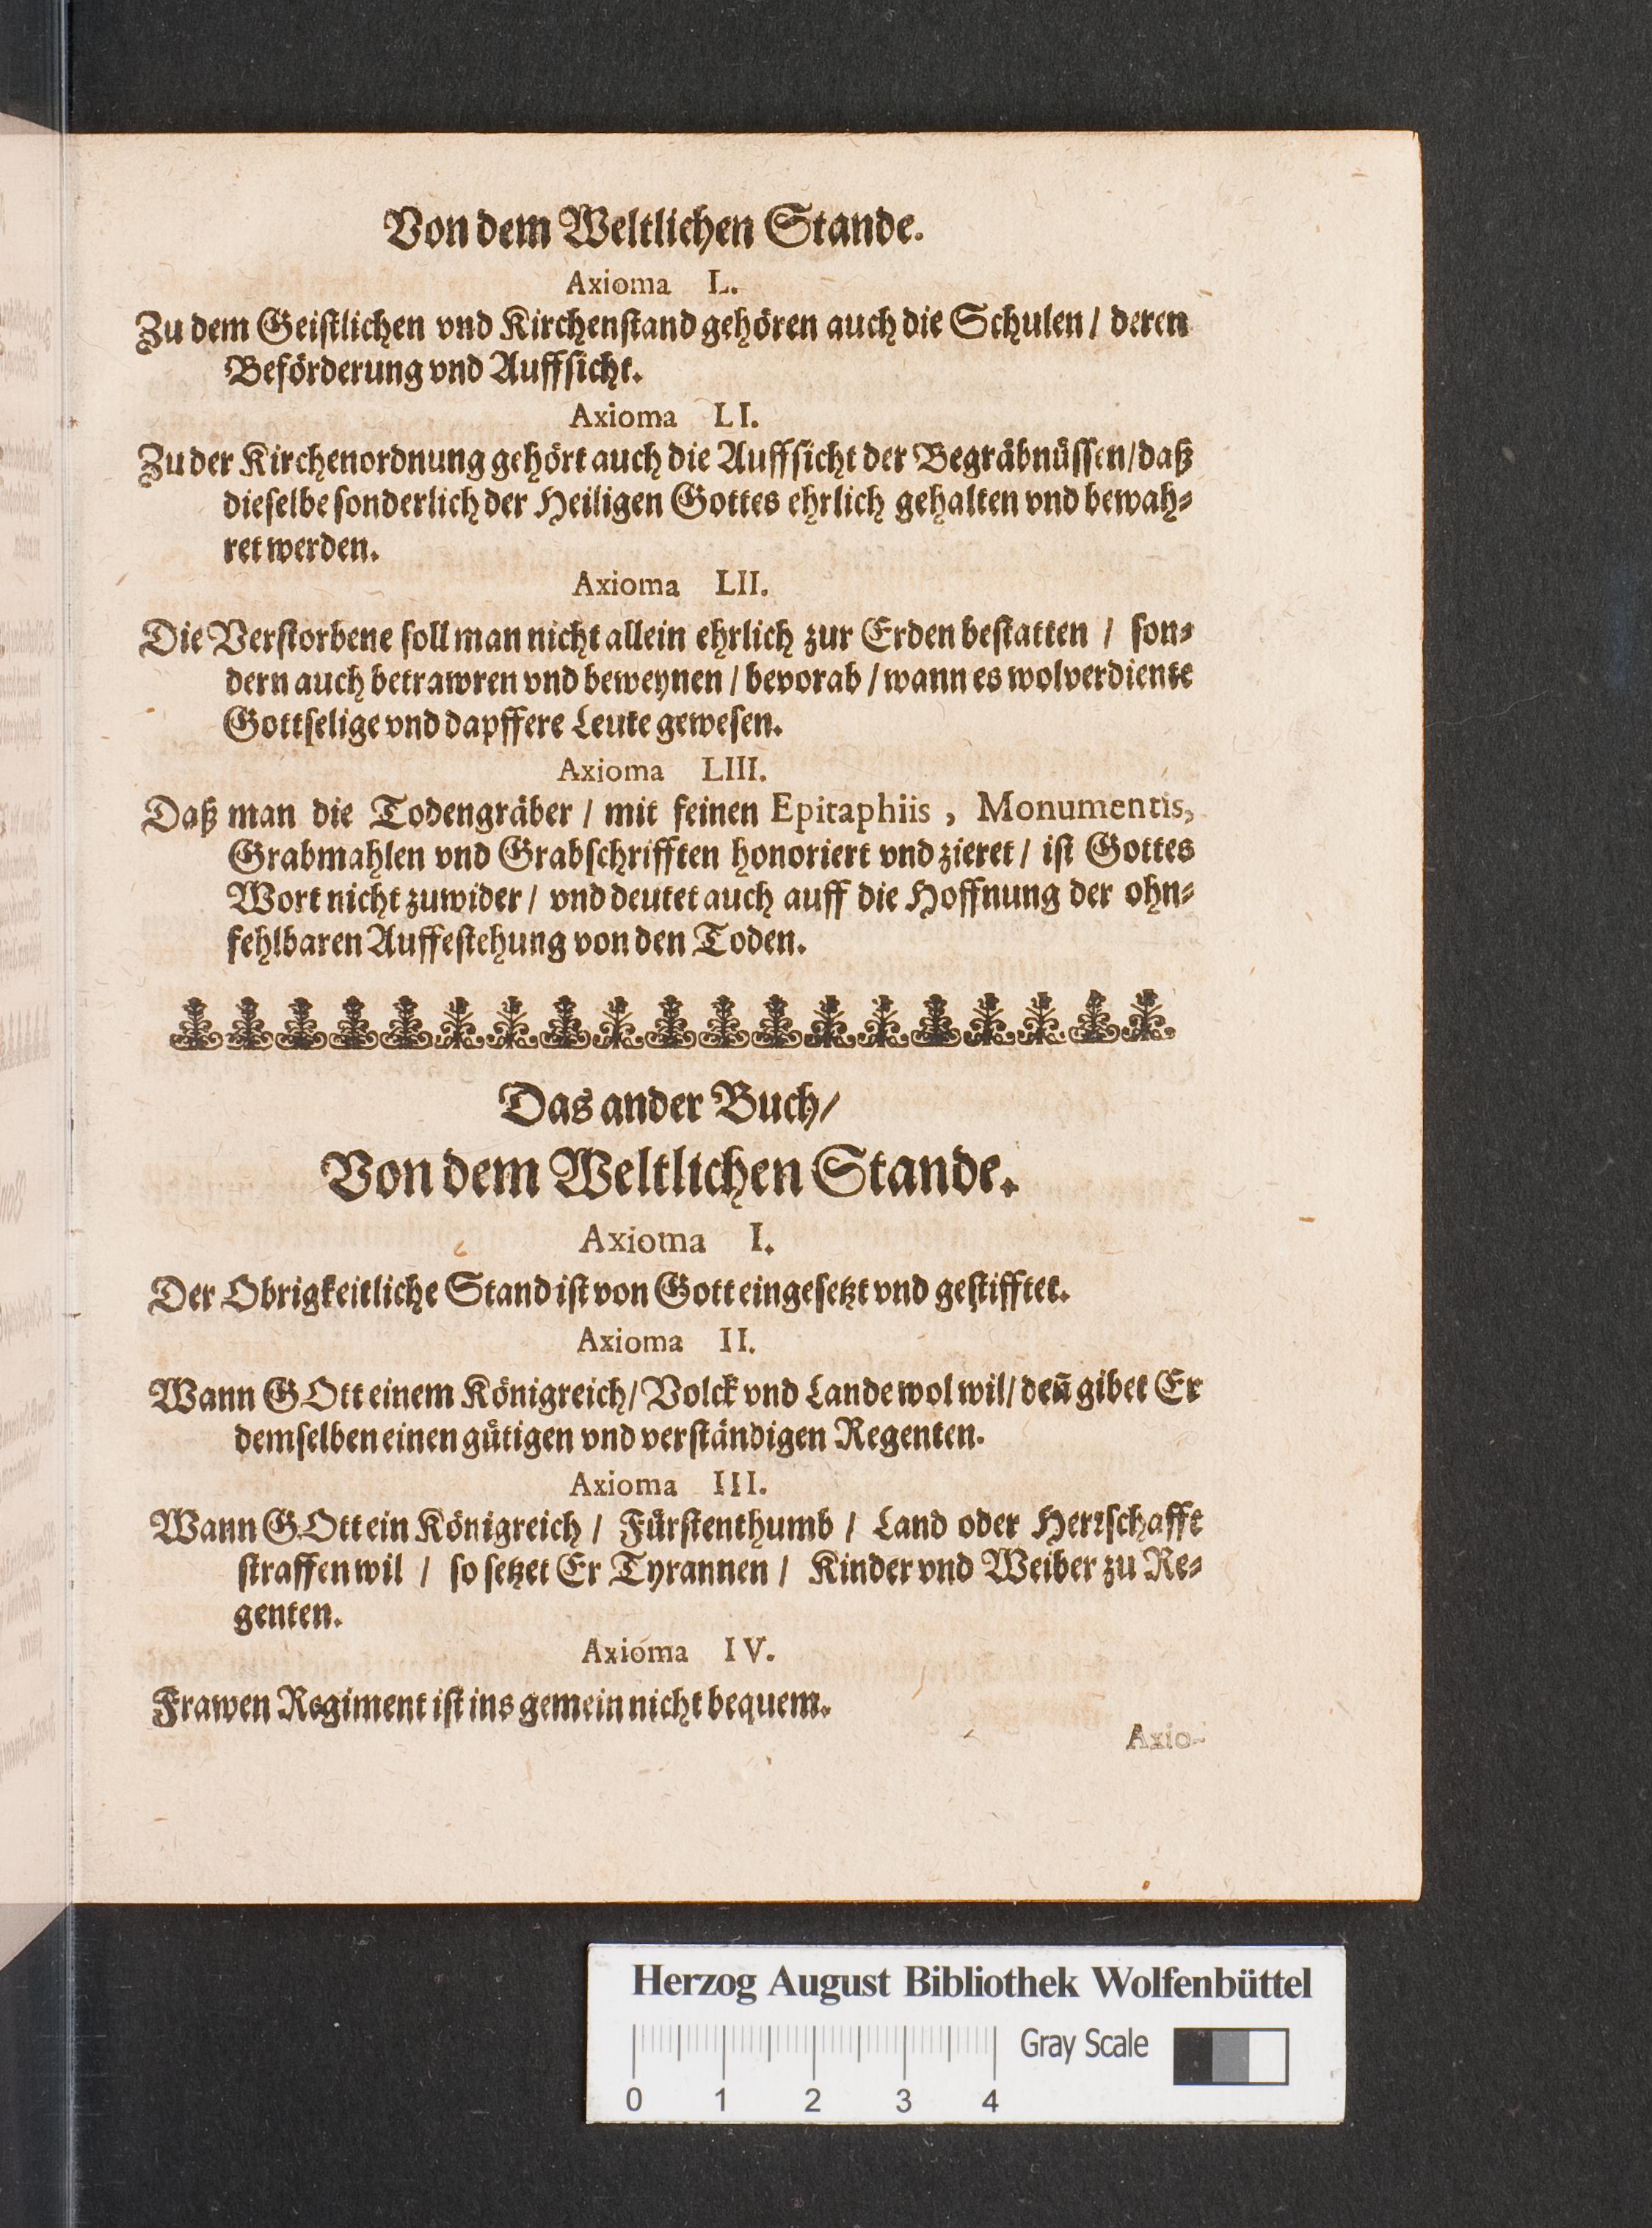 Von dem Weltlichen Stande.
Axioma L.
Zu dem Geistlichen vnd Kirchenstand gehören auch die Schulen / deren
Beförderung vnd Auffsicht.
Axioma LI.
Zu der Kirchenordnung gehört auch die Auffsicht der Begräbnüssen/daß
dieselbe sonderlich der Heiligen Gottes ehrlich gehalten vnd bewah-
ret werden.
Axioma LII.
Die Verstorbene soll man nicht allein ehrlich zur Erden bestatten / son-
dern auch betrawren vnd beweynen / bevorab / wann es wolverdiente
Gottselige vnd dapffere Leute gewesen.
Axioma LIII.
Daß man die Todengräber / mit feinen Epitaphiis, Monumentis,
Grabmahlen vnd Grabschrifften honoriert vnd zieret / ist Gottes
Wort nicht zuwider / vnd deutet auch auff die Hoffnung der ohn-
fehlbaren Auffestehung von den Toden.
Das ander Buch/
Von dem Weltlichen Stande.
Axioma I.
Der Obrigkeitliche Stand ist von Gott eingesetzt vnd gestifftet.
Axioma II.
Wann GOtt einem Königreich/ Volck vnd Lande wol wil/ deñ gibet Er
demselben einen gütigen vnd verständigen Regenten.
Axioma III.
Wann GOtt ein Königreich / Fürstenthumb / Land oder Herrschafft
straffen wil / so setzet Er Tyrannen / Kinder vnd Weiber zu Re-
genten.
Axioma IV.
Frawen Regiment ist ins gemein nicht bequem.
Axio-
Herzog August Bibliothek Wolfenbüttel
Gray Scale
0 1 2 3 4